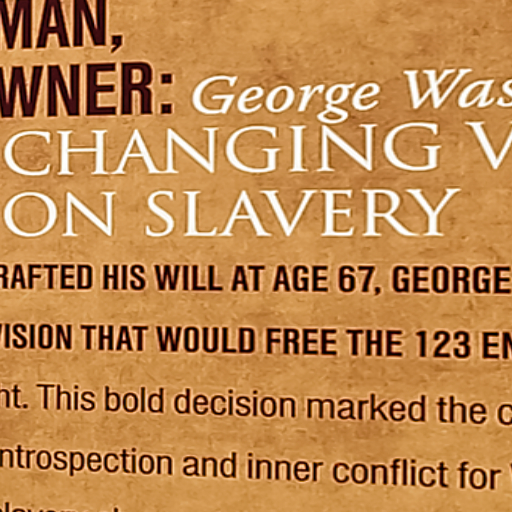 MAN,
WNER: George Was
CHANGING V
ON SLAVERY
RAFTED HIS WILL AT AGE 67, GEORGE
VISION THAT WOULD FREE THE 123 EN
nt. This bold decision marked the c
ntrospection and inner conflict for